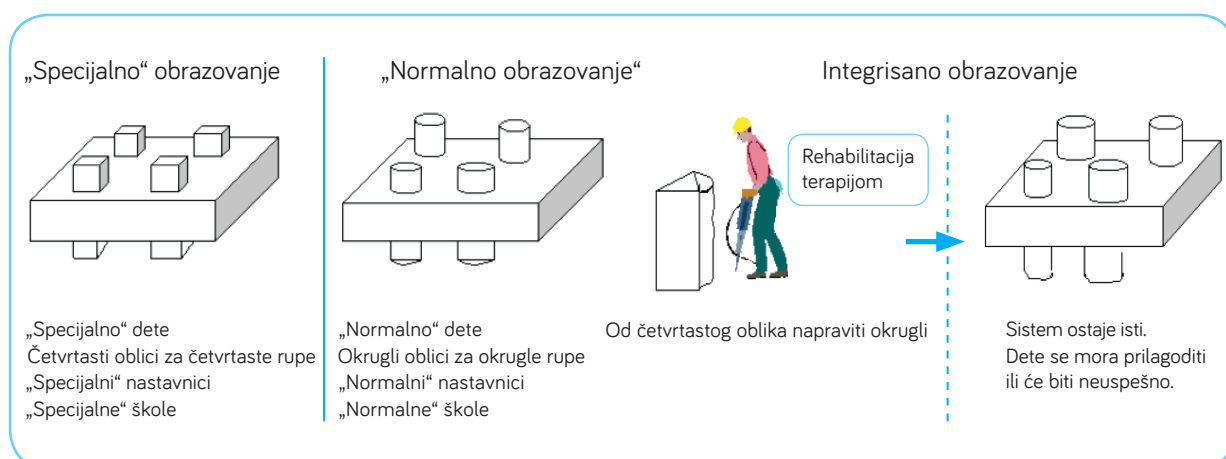 „Specijalno“ obrazovanje
„Specijalno“ dete
Četvrtasti oblici za četvrtaste rupe
„Specijalni“ nastavnici
„Specijalne“ škole
„Normalno obrazovanje“
„Normalno“ dete
Okrugli oblici za okrugle rupe
„Normalni“ nastavnici
„Normalne“ škole
Integrisano obrazovanje
Rehabilitacija
terapijom
Od četvrtastog oblika napraviti okrugli
Sistem ostaje isti.
Dete se mora prilagoditi
ili će biti neuspešno.